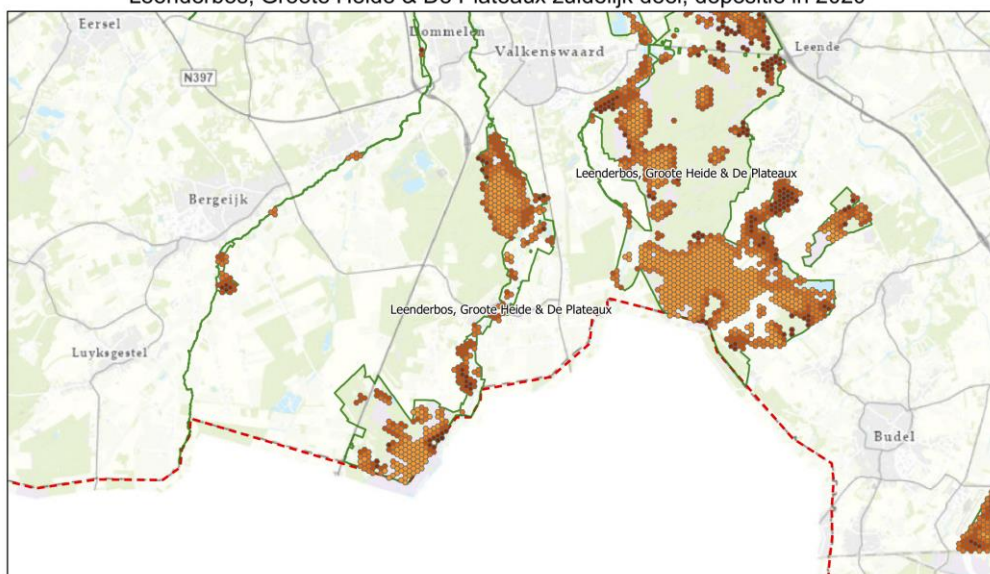 Leenderbos, Groote Heide & De Plateaux zuidelijk deel, depositie in 2020
Eersel
Dommelen
Valkenswaard
Leende
N397
Leenderbos, Groote Heide & De Plateaux
Bergeijk
Leenderbos, Groote Heide & De Plateaux
Luyksgestel
Budel